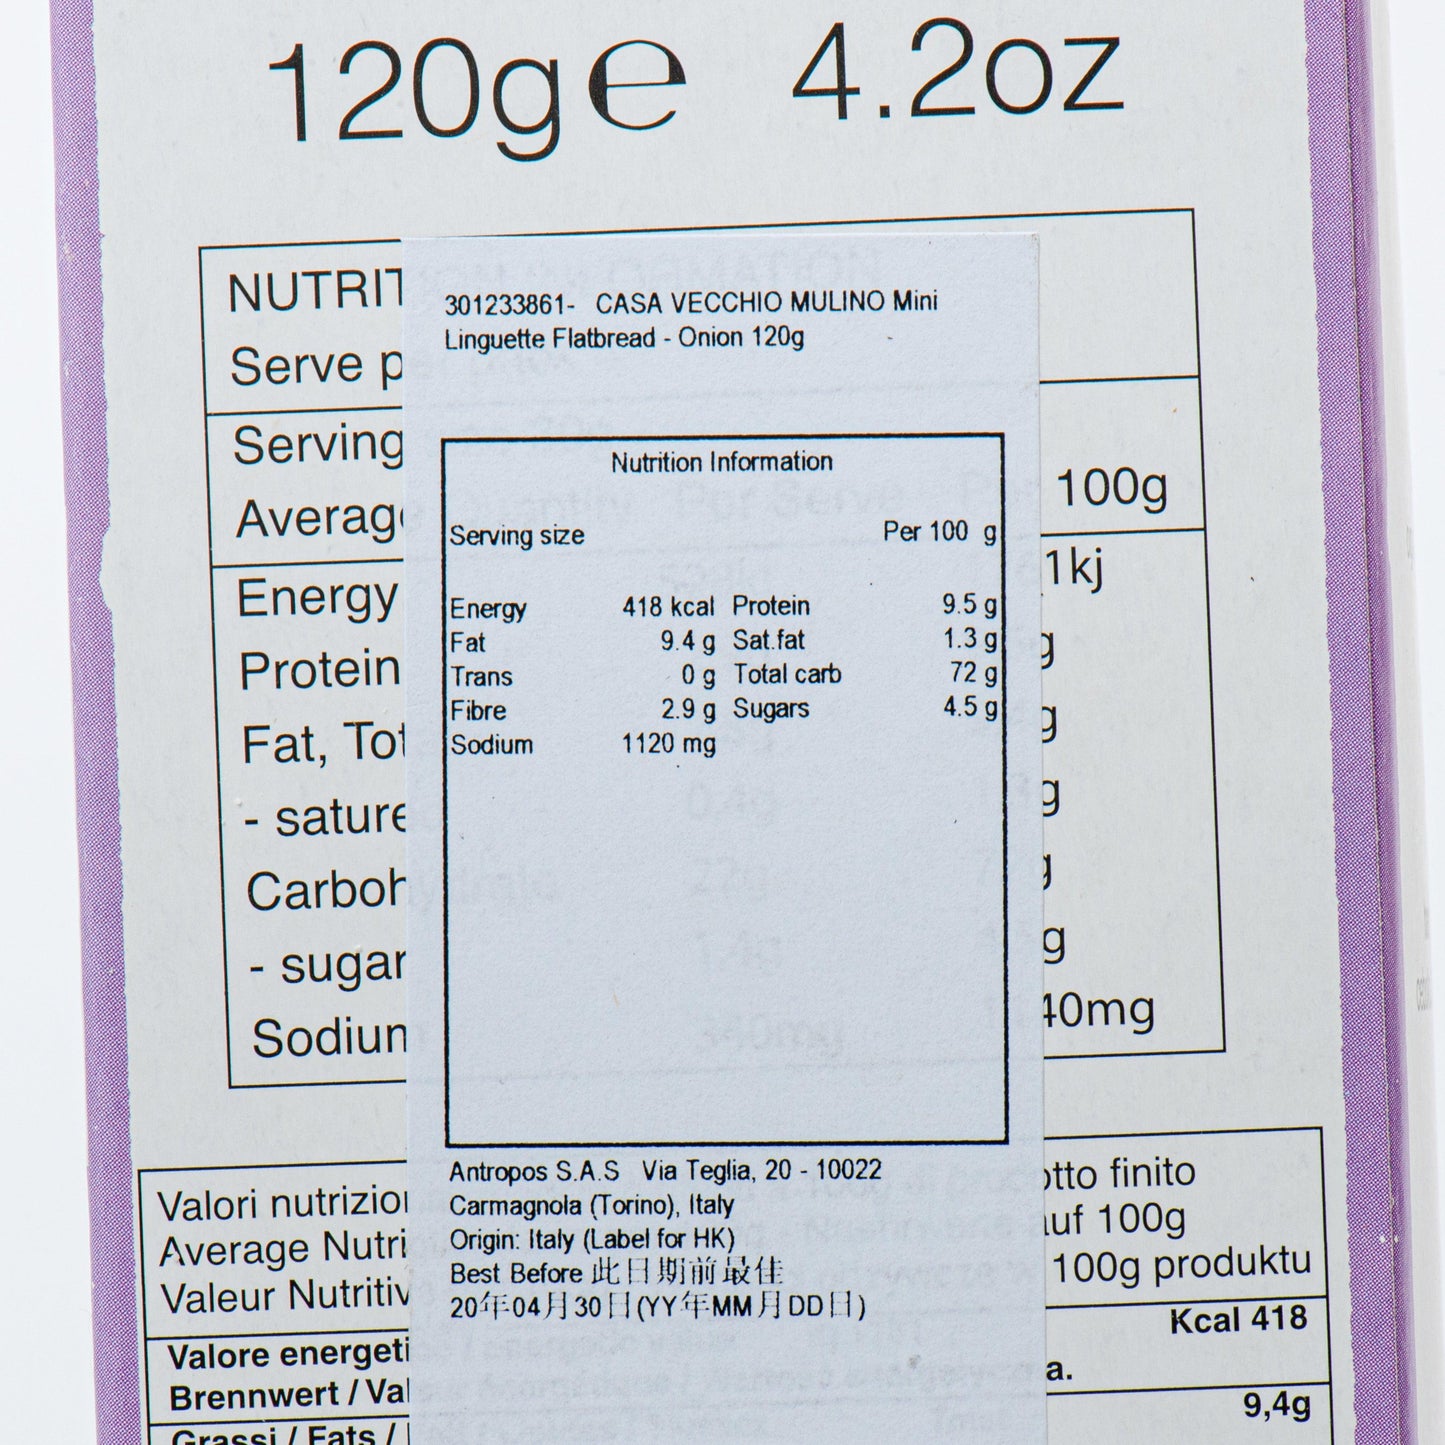 120g℮ 4.2oz
301233861- CASA VECCHIO MULINO Mini
Linguette Flatbread - Onion 120g
Nutrition Information
Serving size Per 100 g
Energy 418 kcal Protein 9.5 g
Fat 9.4 g Sat.fat 1.3 g
Trans 0 g Total carb 72 g
Fibre 2.9 g Sugars 4.5 g
Sodium 1120 mg
Antropos S.A.S Via Teglia, 20 - 10022
Carmagnola (Torino), Italy
Origin: Italy (Label for HK)
Best Before 此日期前最佳
20年04月30日(YY年MM月DD日)
NUTRIT
Serve p
Serving
Averag 100g
Energy 1kj
Protein g
Fat, Tot g
- sature g
Carboh g
- sugar g
Sodium 40mg
Valori nutrizio otto finito
Average Nutri auf 100g
Valeur Nutritiv 100g produktu
Valore energeti Kcal 418
Brennwert / Val a.
Grassi / Fats / 9,4g